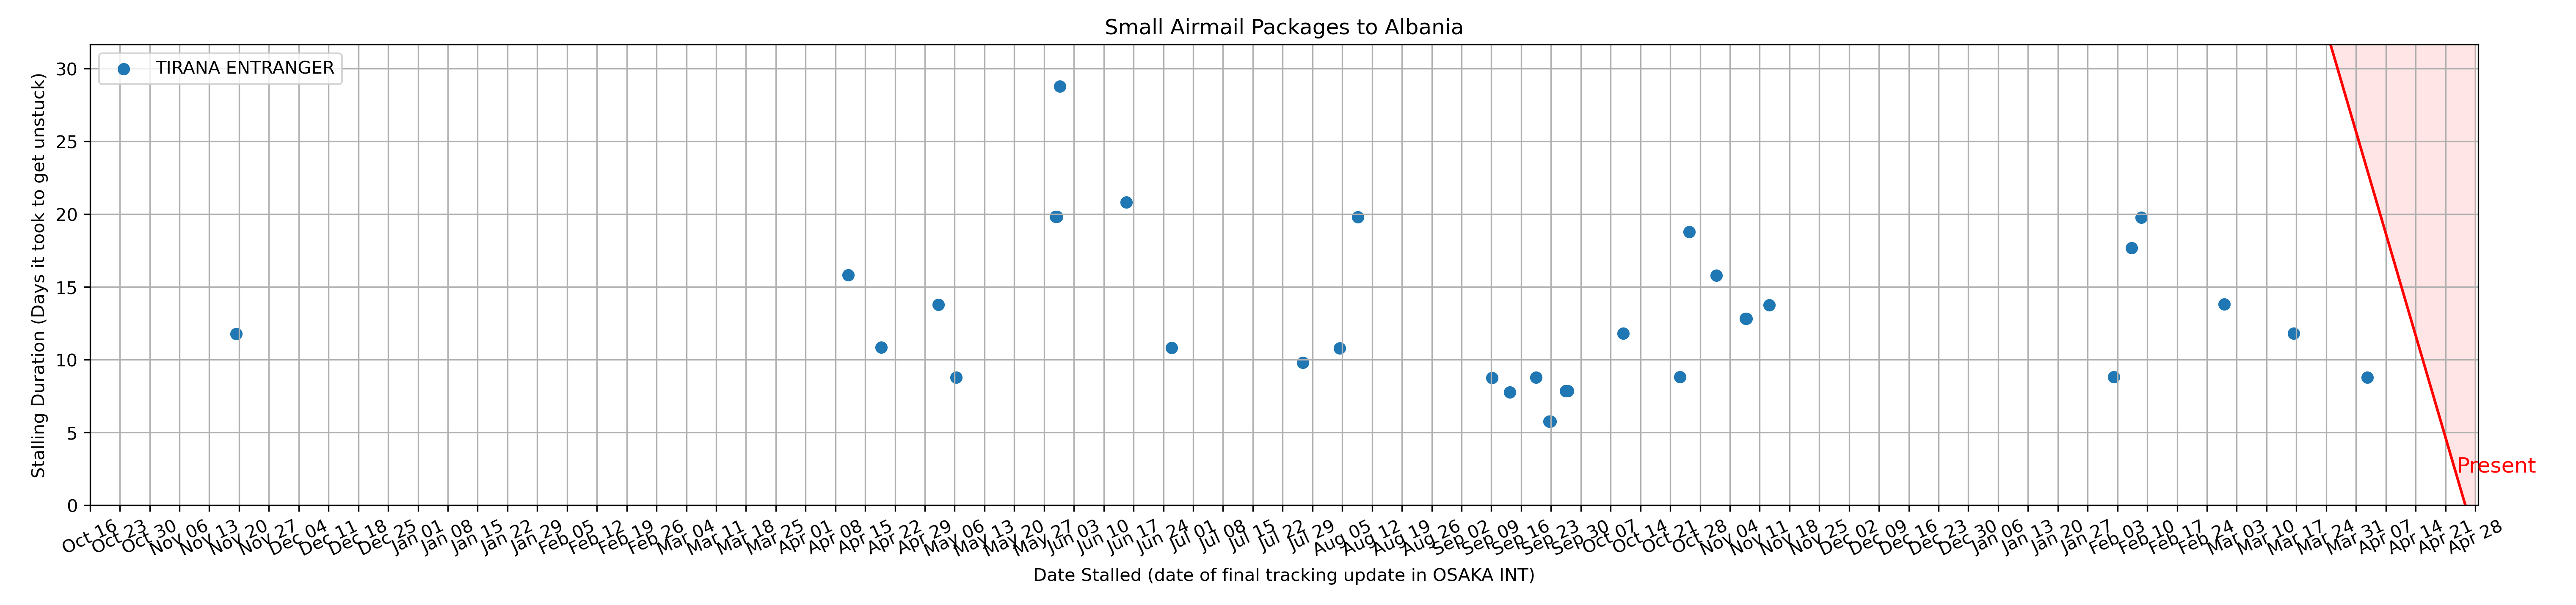 Small Airmail Packages to Albania
TIRANA ENTRANGER
Stalling Duration (Days it took to get unstuck)
30
25
20
15
10
5
0
Present
Oct 16
Oct 23
Oct 30
Nov 06
Nov 13
Nov 20
Nov 27
Dec 04
Dec 11
Dec 18
Dec 25
Jan 01
Jan 08
Jan 15
Jan 22
Jan 29
Feb 05
Feb 12
Feb 19
Feb 26
Mar 04
Mar 11
Mar 18
Mar 25
Apr 01
Apr 08
Apr 15
Apr 22
Apr 29
May 06
May 13
May 20
May 27
Jun 03
Jun 10
Jun 17
Jun 24
Jul 01
Jul 08
Jul 15
Jul 22
Jul 29
Aug 05
Aug 12
Aug 19
Aug 26
Sep 02
Sep 09
Sep 16
Sep 23
Sep 30
Oct 07
Oct 14
Oct 21
Oct 28
Nov 04
Nov 11
Nov 18
Nov 25
Dec 02
Dec 09
Dec 16
Dec 23
Dec 30
Jan 06
Jan 13
Jan 20
Jan 27
Feb 03
Feb 10
Feb 17
Feb 24
Mar 03
Mar 10
Mar 17
Mar 24
Mar 31
Apr 07
Apr 14
Apr 21
Apr 28
Date Stalled (date of final tracking update in OSAKA INT)